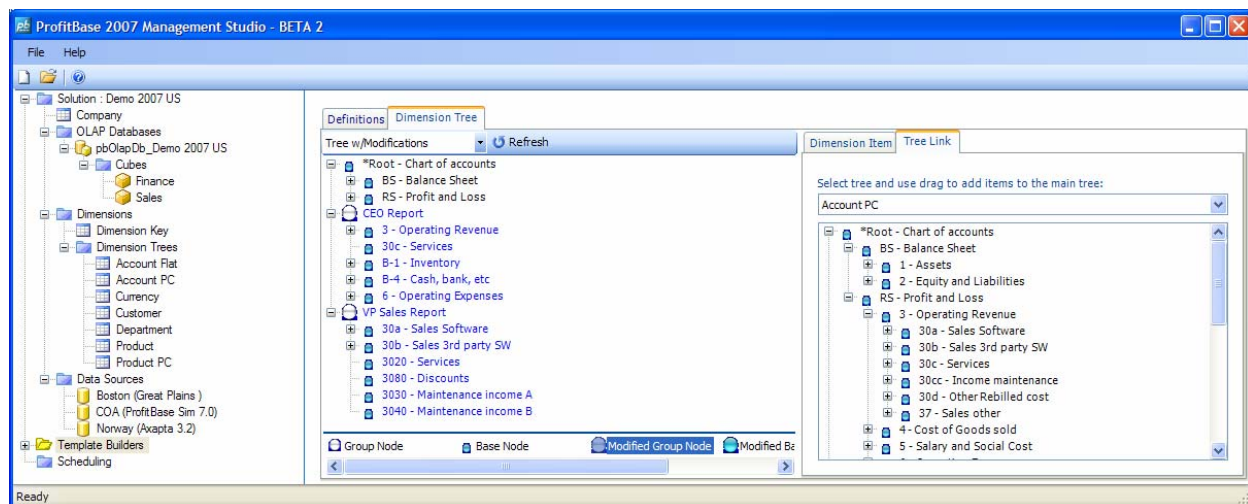 ProfitBase 2007 Management Studio - BETA 2
File Help
Solution : Demo 2007 US
Company
OLAP Databases
pbOlapDb_Demo 2007 US
Cubes
Finance
Sales
Dimensions
Dimension Key
Dimension Trees
Account Flat
Account PC
Currency
Customer
Department
Product
Product PC
Data Sources
Boston (Great Plains )
COA (ProfitBase Sim 7.0)
Norway (Axapta 3.2)
Template Builders
Scheduling
Definitions Dimension Tree
Tree w/Modifications Refresh
*Root - Chart of accounts
BS - Balance Sheet
RS - Profit and Loss
CEO Report
3 - Operating Revenue
30c - Services
B-1 - Inventory
B-4 - Cash, bank, etc
6 - Operating Expenses
VP Sales Report
30a - Sales Software
30b - Sales 3rd party SW
3020 - Services
3080 - Discounts
3030 - Maintenance income A
3040 - Maintenance income B
Group Node Base Node Modified Group Node Modified Ba
Dimension Item Tree Link
Select tree and use drag to add items to the main tree:
Account PC
*Root - Chart of accounts
BS - Balance Sheet
1 - Assets
2 - Equity and Liabilities
RS - Profit and Loss
3 - Operating Revenue
30a - Sales Software
30b - Sales 3rd party SW
30c - Services
30cc - Income maintenance
30d - Other Rebilled cost
37 - Sales other
4 - Cost of Goods sold
5 - Salary and Social Cost
Ready